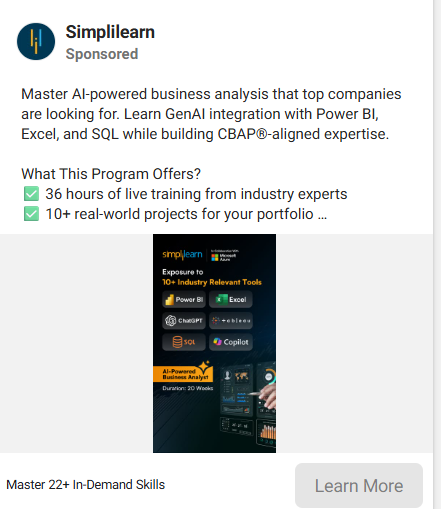 Simplilearn
Sponsored
Master AI-powered business analysis that top companies
are looking for. Learn GenAI integration with Power BI,
Excel, and SQL while building CBAP®-aligned expertise.
What This Program Offers?
✅ 36 hours of live training from industry experts
✅ 10+ real-world projects for your portfolio ...
simplilearn
In Collaboration With
Microsoft
Azure
Exposure to
10+ Industry Relevant Tools
Power BI
Excel
ChatGPT
+ableau
SQL
Copilot
AI-Powered
Business Analyst
Duration: 20 Weeks
Master 22+ In-Demand Skills
Learn More